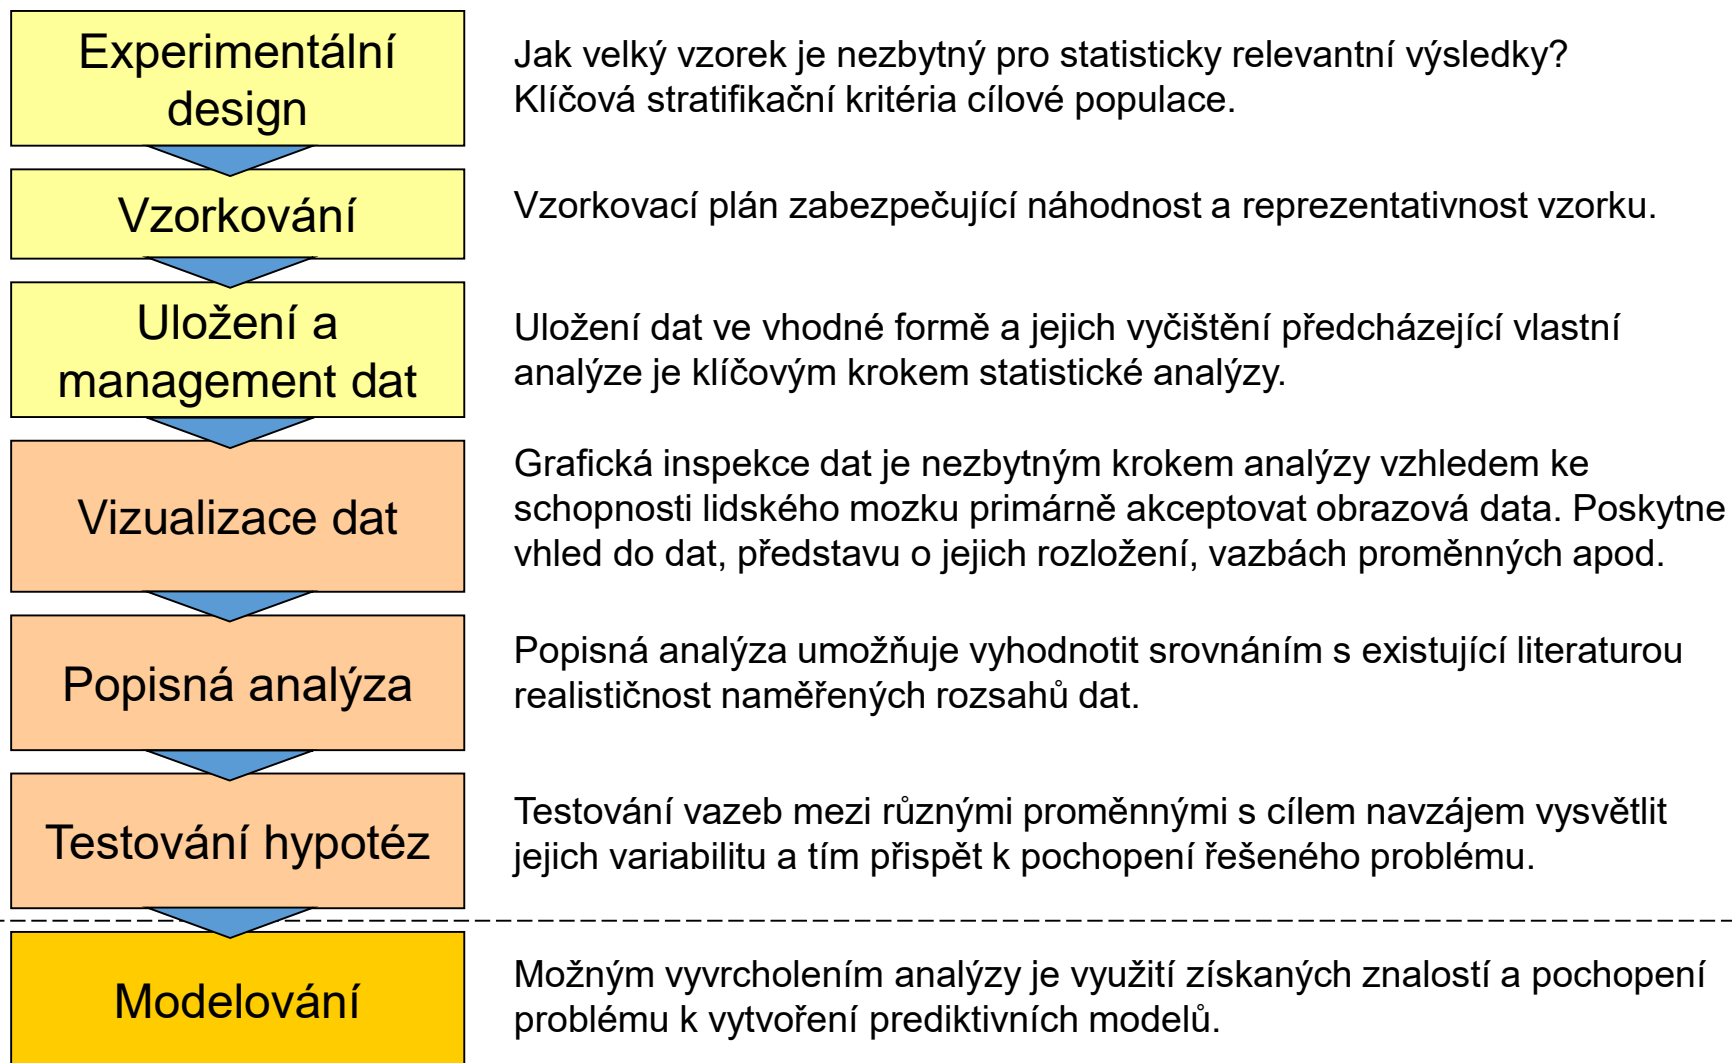 Experimentální
design
Jak velký vzorek je nezbytný pro statisticky relevantní výsledky?
Klíčová stratifikační kritéria cílové populace.
Vzorkování
Vzorkovací plán zabezpečující náhodnost a reprezentativnost vzorku.
Uložení a
management dat
Uložení dat ve vhodné formě a jejich vyčištění předcházející vlastní
analýze je klíčovým krokem statistické analýzy.
Vizualizace dat
Grafická inspekce dat je nezbytným krokem analýzy vzhledem ke
schopnosti lidského mozku primárně akceptovat obrazová data. Poskytne
vhled do dat, představu o jejich rozložení, vazbách proměnných apod.
Popisná analýza
Popisná analýza umožňuje vyhodnotit srovnáním s existující literaturou
realističnost naměřených rozsahů dat.
Testování hypotéz
Testování vazeb mezi různými proměnnými s cílem navzájem vysvětlit
jejich variabilitu a tím přispět k pochopení řešeného problému.
Modelování
Možným vyvrcholením analýzy je využití získaných znalostí a pochopení
problému k vytvoření prediktivních modelů.